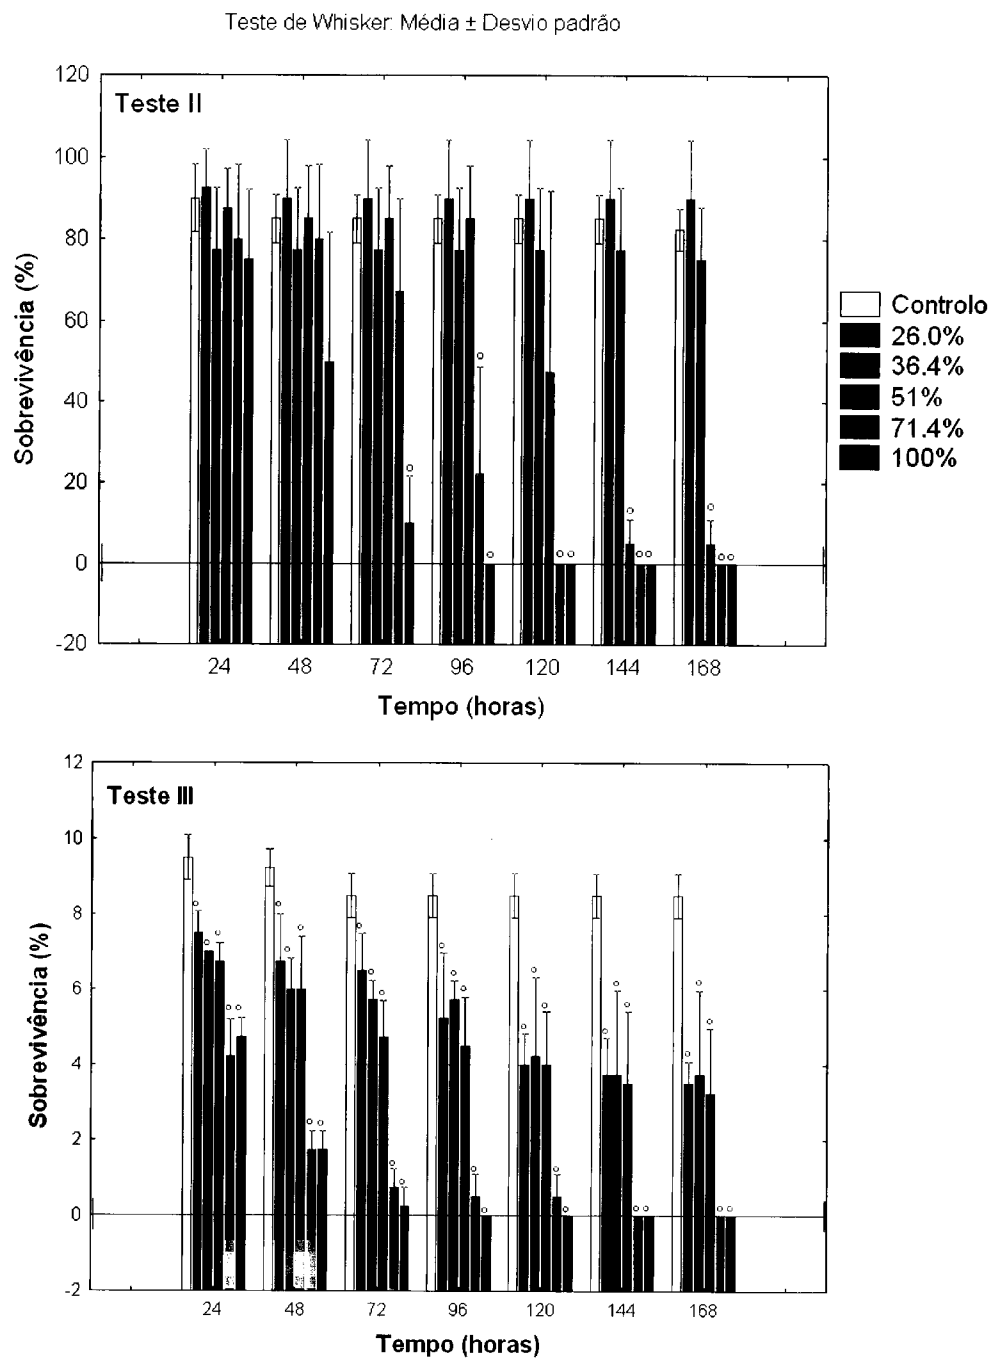 Teste de Whisker: Média ± Desvio padrão
Teste II
120
100
80
60
40
20
0
-20
Sobrevivência (%)
24 48 72 96 120 144 168
Tempo (horas)
Controlo
26.0%
36.4%
51%
71.4%
100%
Teste III
12
10
8
6
4
2
0
-2
Sobrevivência (%)
24 48 72 96 120 144 168
Tempo (horas)